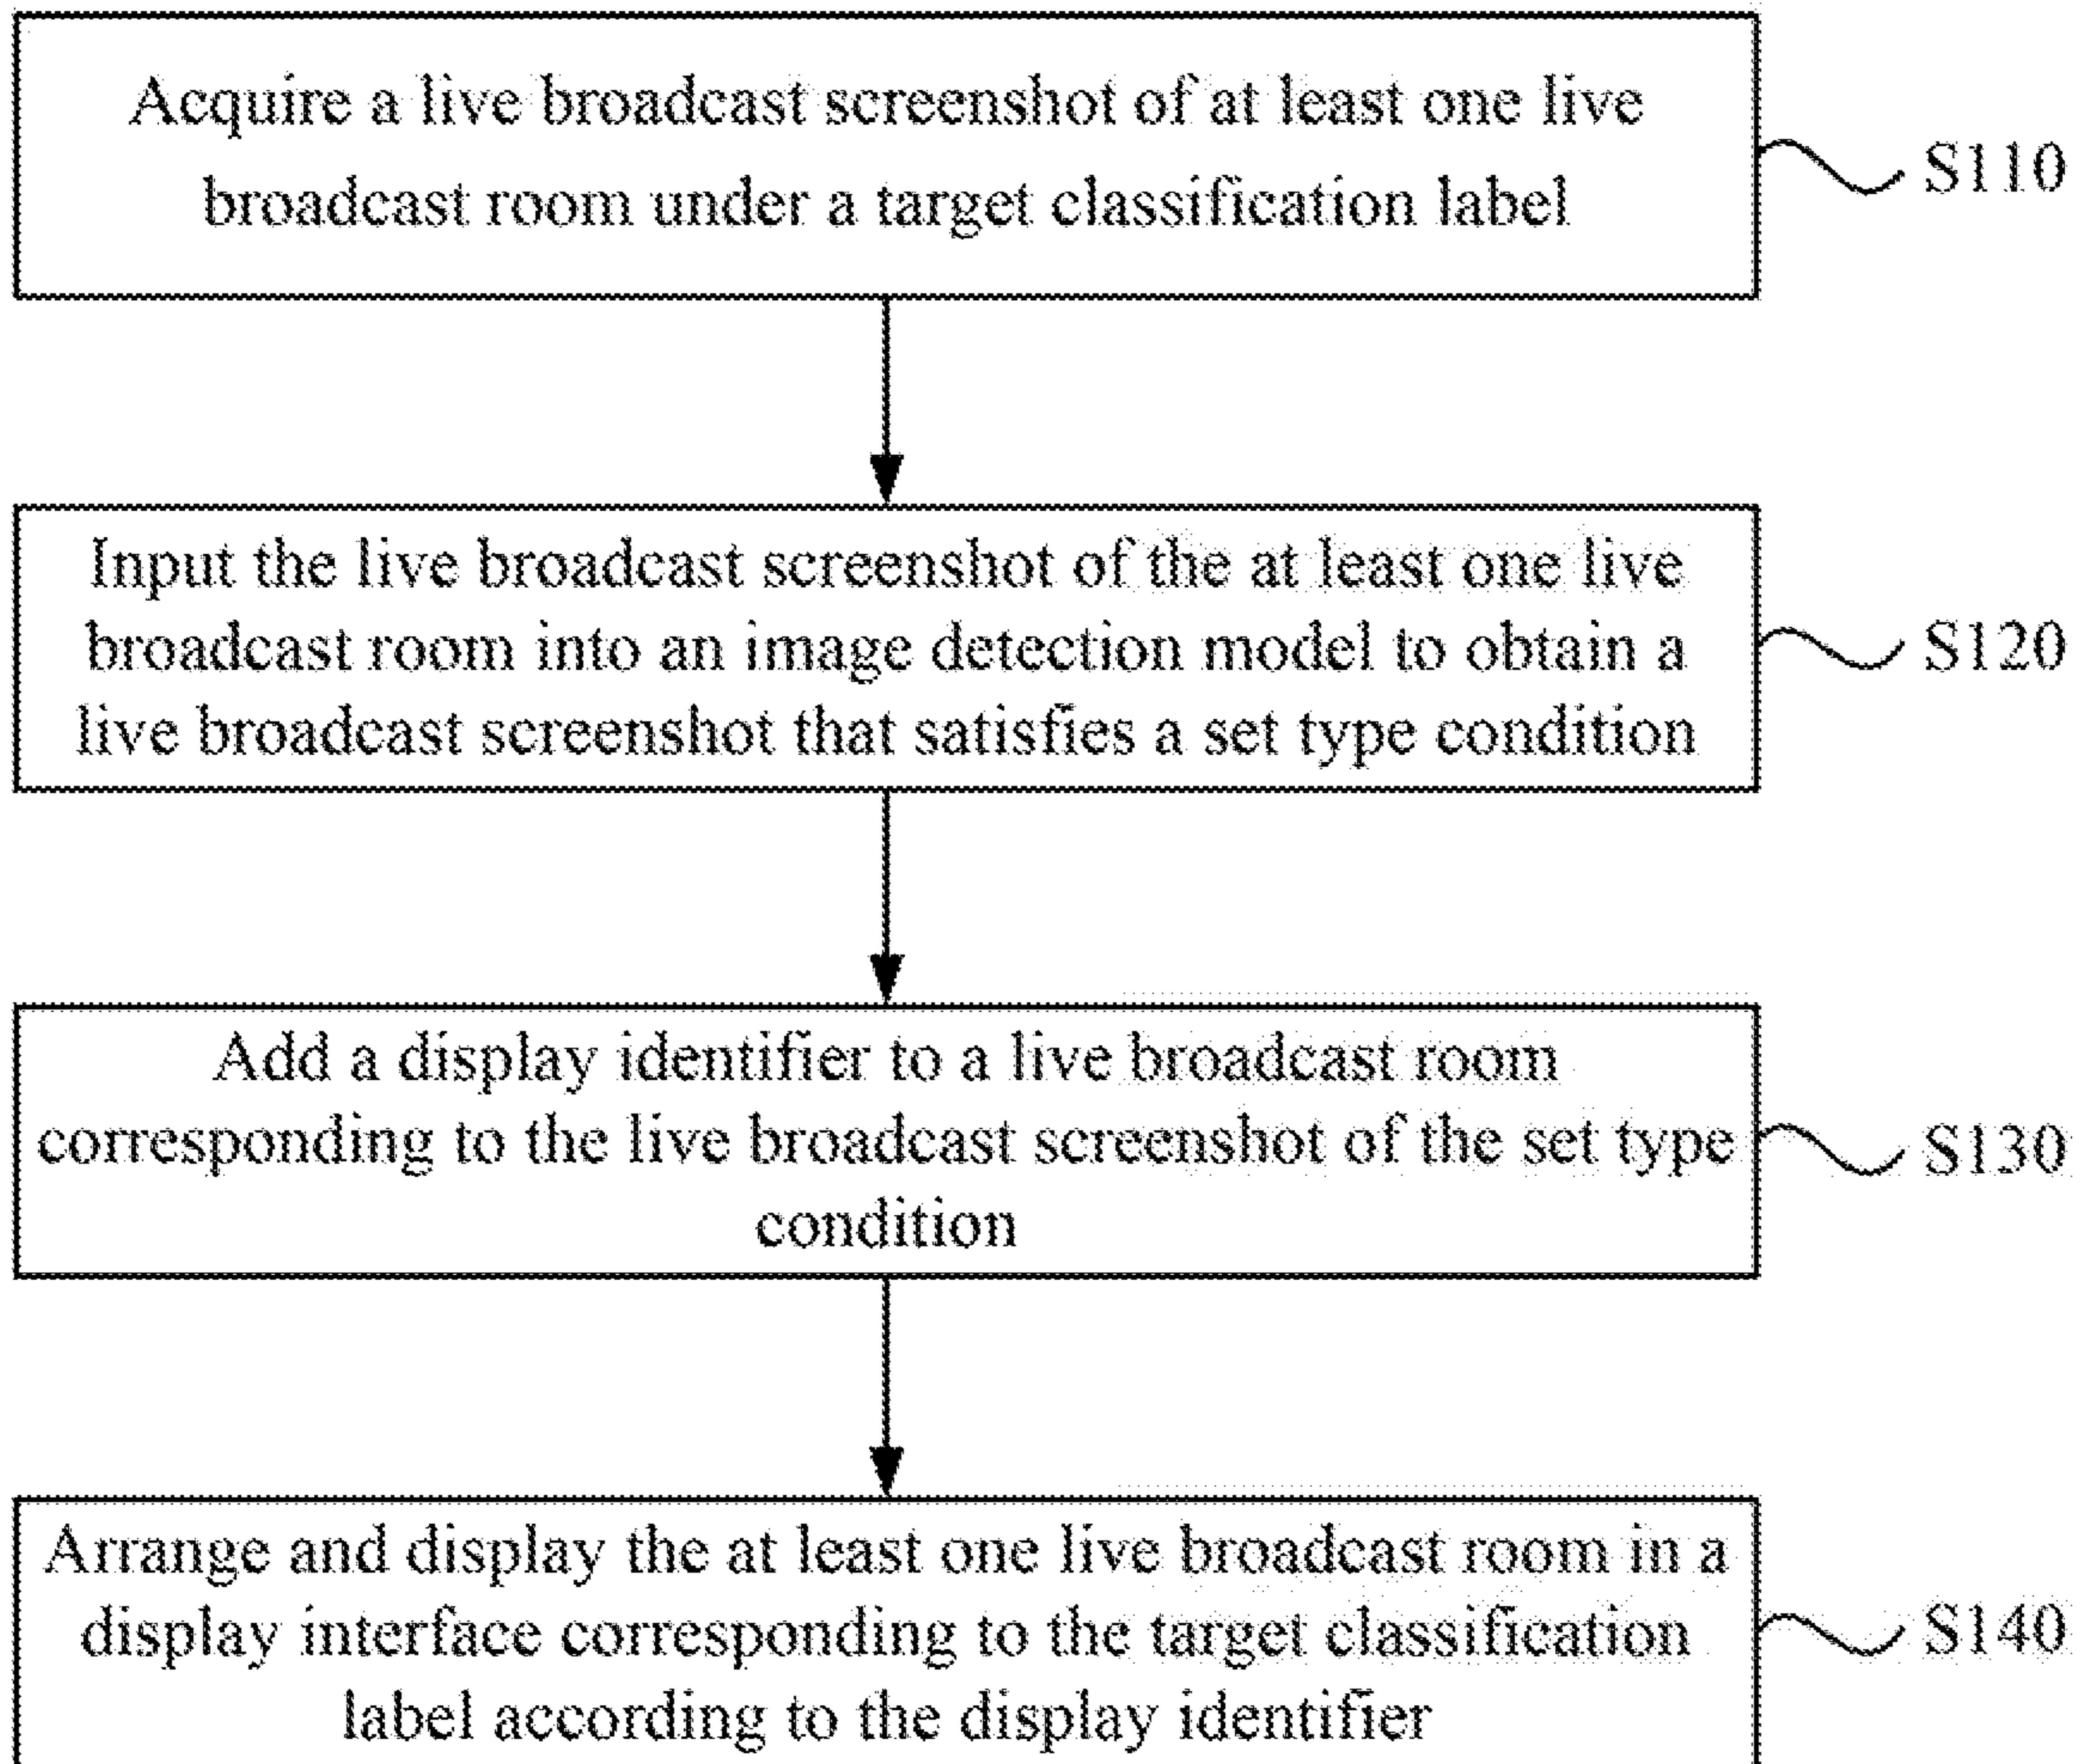 Acquire a live broadcast screenshot of at least one live
broadcast room under a target classification label
S110
Input the live broadcast screenshot of the at least one live
broadcast room into an image detection model to obtain a
live broadcast screenshot that satisfies a set type condition
S120
Add a display identifier to a live broadcast room
corresponding to the live broadcast screenshot of the set type
condition
S130
Arrange and display the at least one live broadcast room in a
display interface corresponding to the target classification
label according to the display identifier
S140